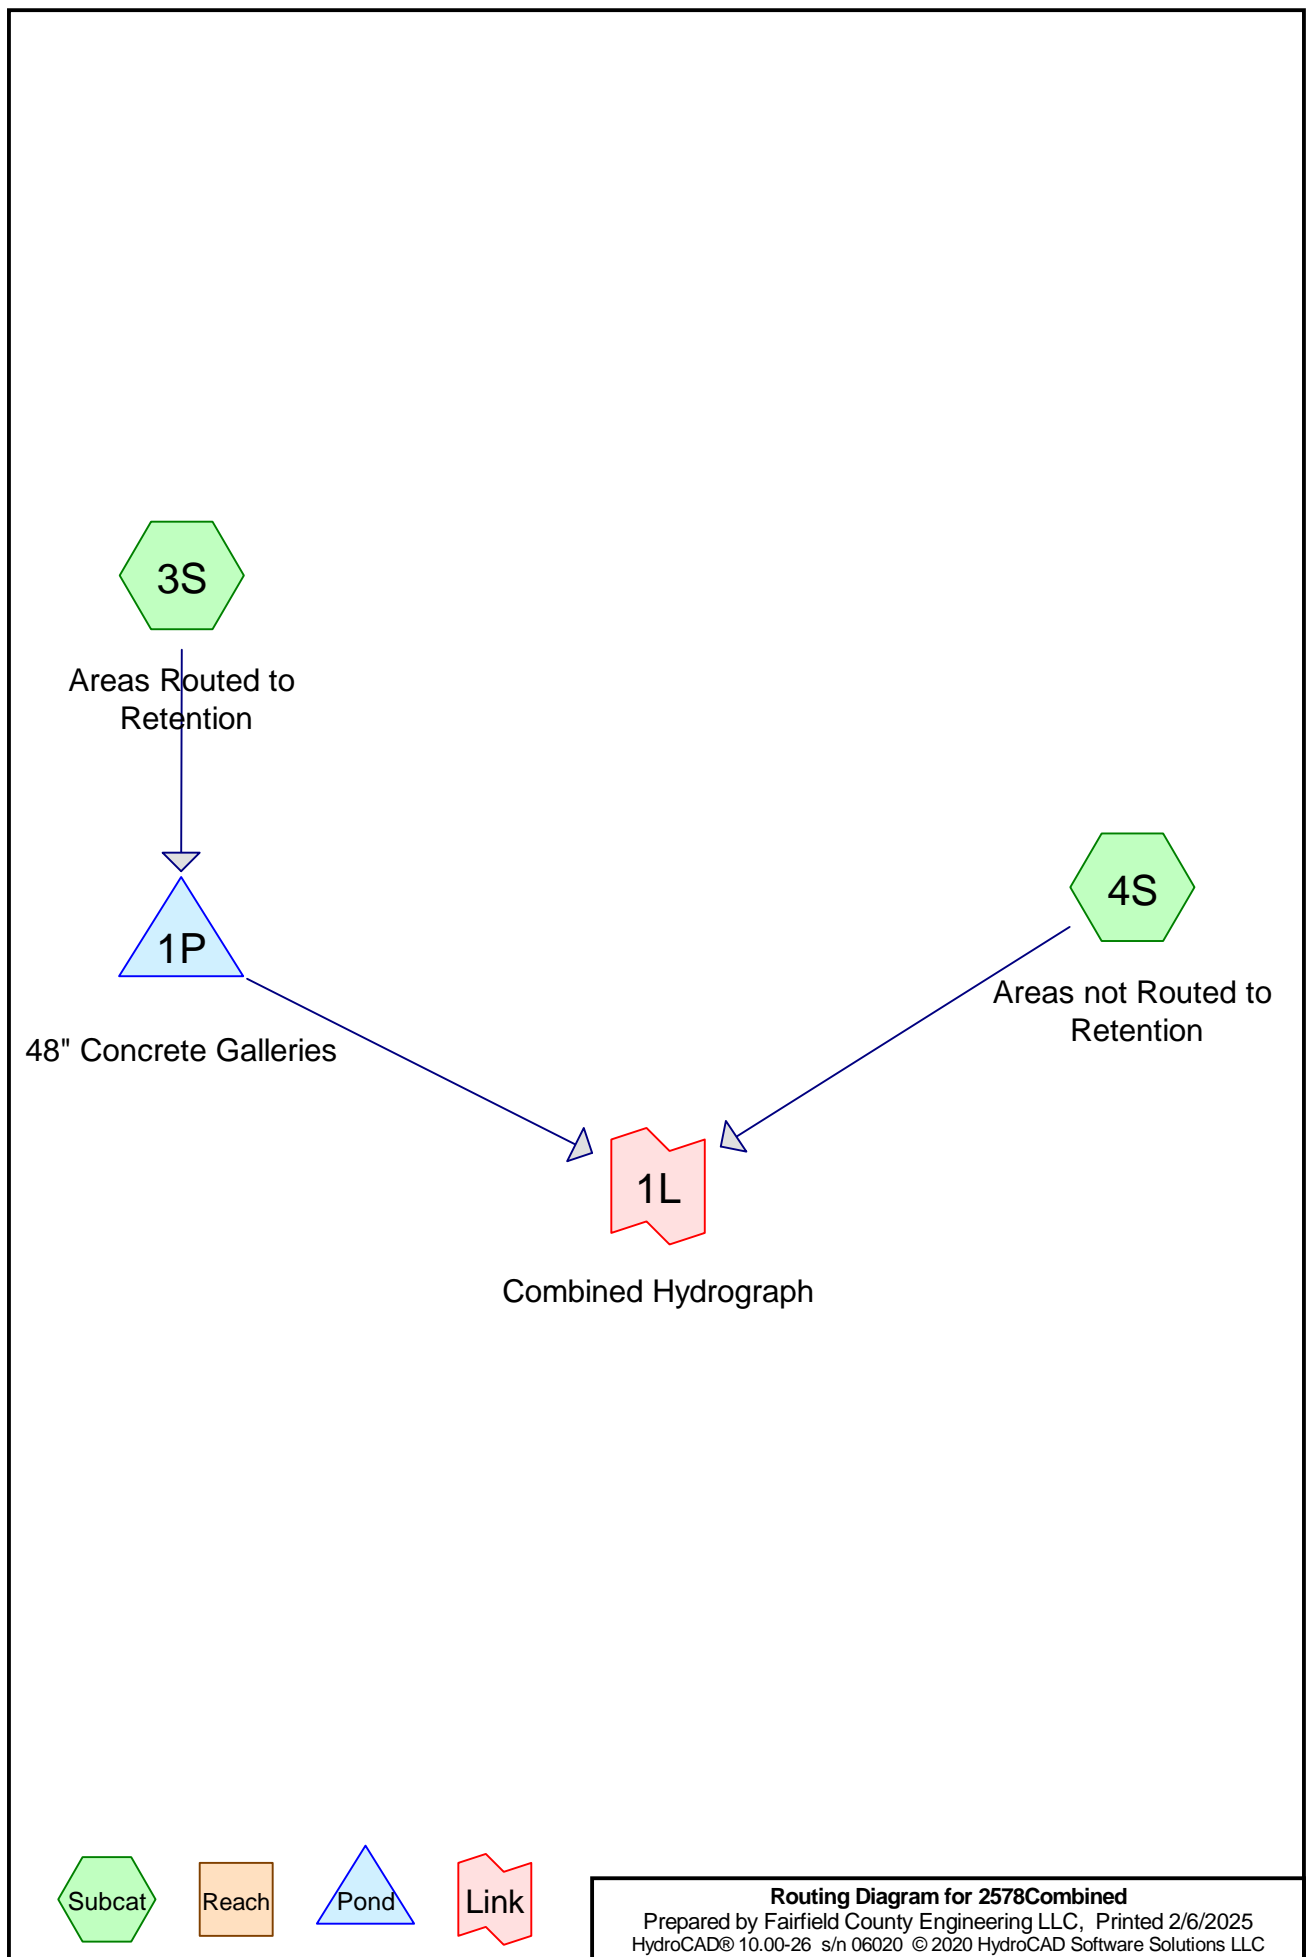 3S
Areas Routed to
Retention
1P
48" Concrete Galleries
4S
Areas not Routed to
Retention
1L
Combined Hydrograph
Subcat
Reach
Pond
Link
Routing Diagram for 2578Combined
Prepared by Fairfield County Engineering LLC, Printed 2/6/2025
HydroCAD® 10.00-26 s/n 06020 © 2020 HydroCAD Software Solutions LLC